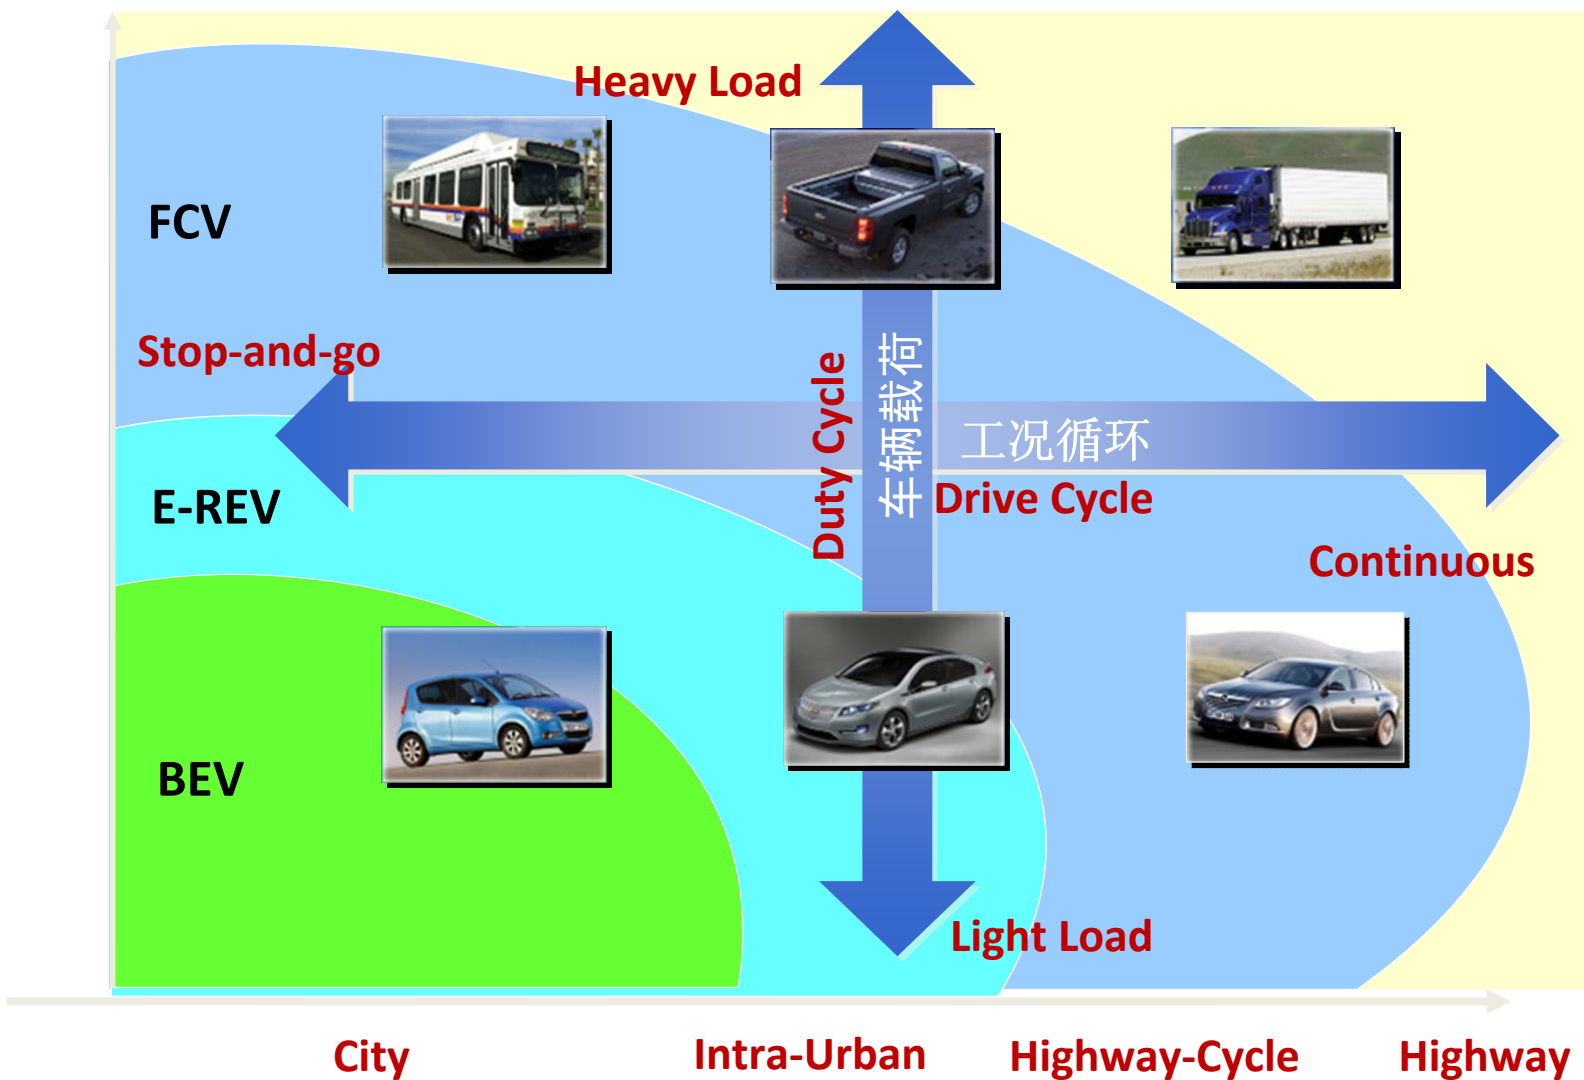 Heavy Load
FCV
Stop-and-go
Duty Cycle
车辆载荷
工况循环
E-REV
Drive Cycle
Continuous
BEV
Light Load
City
Intra-Urban
Highway-Cycle
Highway